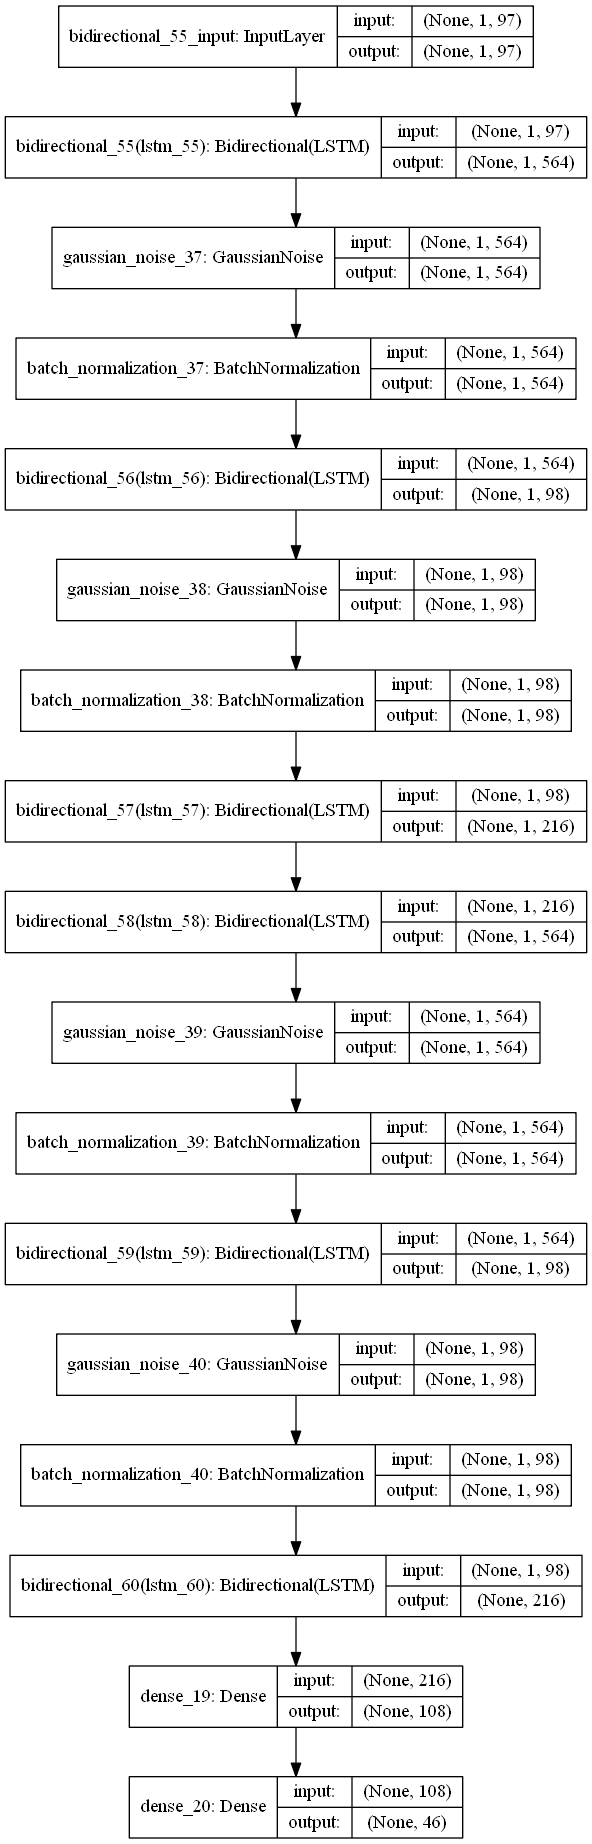 bidirectional_55_input: InputLayer
input: (None, 1, 97)
output: (None, 1, 97)
bidirectional_55(lstm_55): Bidirectional(LSTM)
input: (None, 1, 97)
output: (None, 1, 564)
gaussian_noise_37: GaussianNoise
input: (None, 1, 564)
output: (None, 1, 564)
batch_normalization_37: BatchNormalization
input: (None, 1, 564)
output: (None, 1, 564)
bidirectional_56(lstm_56): Bidirectional(LSTM)
input: (None, 1, 564)
output: (None, 1, 98)
gaussian_noise_38: GaussianNoise
input: (None, 1, 98)
output: (None, 1, 98)
batch_normalization_38: BatchNormalization
input: (None, 1, 98)
output: (None, 1, 98)
bidirectional_57(lstm_57): Bidirectional(LSTM)
input: (None, 1, 98)
output: (None, 1, 216)
bidirectional_58(lstm_58): Bidirectional(LSTM)
input: (None, 1, 216)
output: (None, 1, 564)
gaussian_noise_39: GaussianNoise
input: (None, 1, 564)
output: (None, 1, 564)
batch_normalization_39: BatchNormalization
input: (None, 1, 564)
output: (None, 1, 564)
bidirectional_59(lstm_59): Bidirectional(LSTM)
input: (None, 1, 564)
output: (None, 1, 98)
gaussian_noise_40: GaussianNoise
input: (None, 1, 98)
output: (None, 1, 98)
batch_normalization_40: BatchNormalization
input: (None, 1, 98)
output: (None, 1, 98)
bidirectional_60(lstm_60): Bidirectional(LSTM)
input: (None, 1, 98)
output: (None, 216)
dense_19: Dense
input: (None, 216)
output: (None, 108)
dense_20: Dense
input: (None, 108)
output: (None, 46)